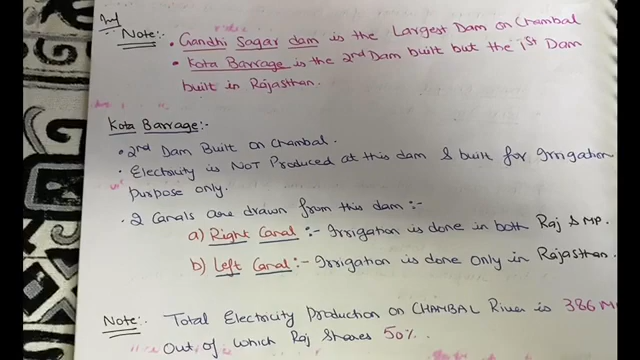 Note:- • Gandhi Sagar dam is the Largest Dam on Chambal
• Kota Barrage is the 2nd Dam built but the 1st Dam
built in Rajasthan.
Kota Barrage:-
• 2nd Dam Built on Chambal.
• Electricity is NOT Produced at this dam & built for Irrigation
Purpose only.
• 2 Canals are drawn from this dam :-
a) Right Canal :- Irrigation is done in both Raj & MP.
b) Left Canal :- Irrigation is done only in Rajasthan.
Note:- Total Electricity Production on CHAMBAL River is 386 M
Out of which Raj Shares 50%.